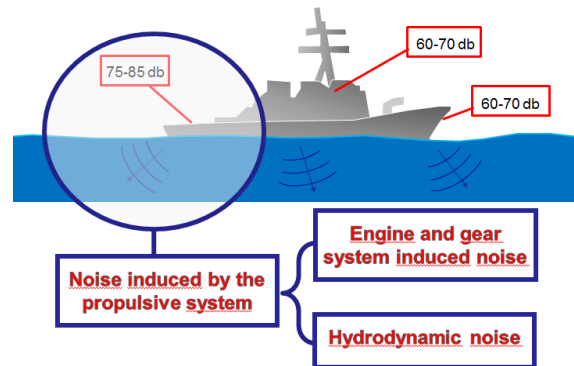 60-70 db
75-85 db
60-70 db
Engine and gear
system induced noise
Noise induced by the
propulsive system
Hydrodynamic noise